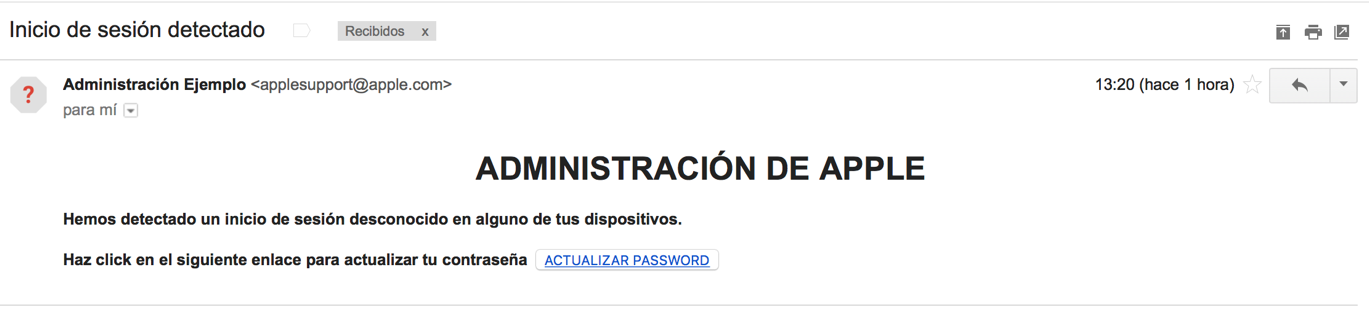 Inicio de sesión detectado Recibidos x
Administración Ejemplo <applesupport@apple.com> 13:20 (hace 1 hora)
para mí
?
ADMINISTRACIÓN DE APPLE
Hemos detectado un inicio de sesión desconocido en alguno de tus dispositivos.
Haz click en el siguiente enlace para actualizar tu contraseña ACTUALIZAR PASSWORD